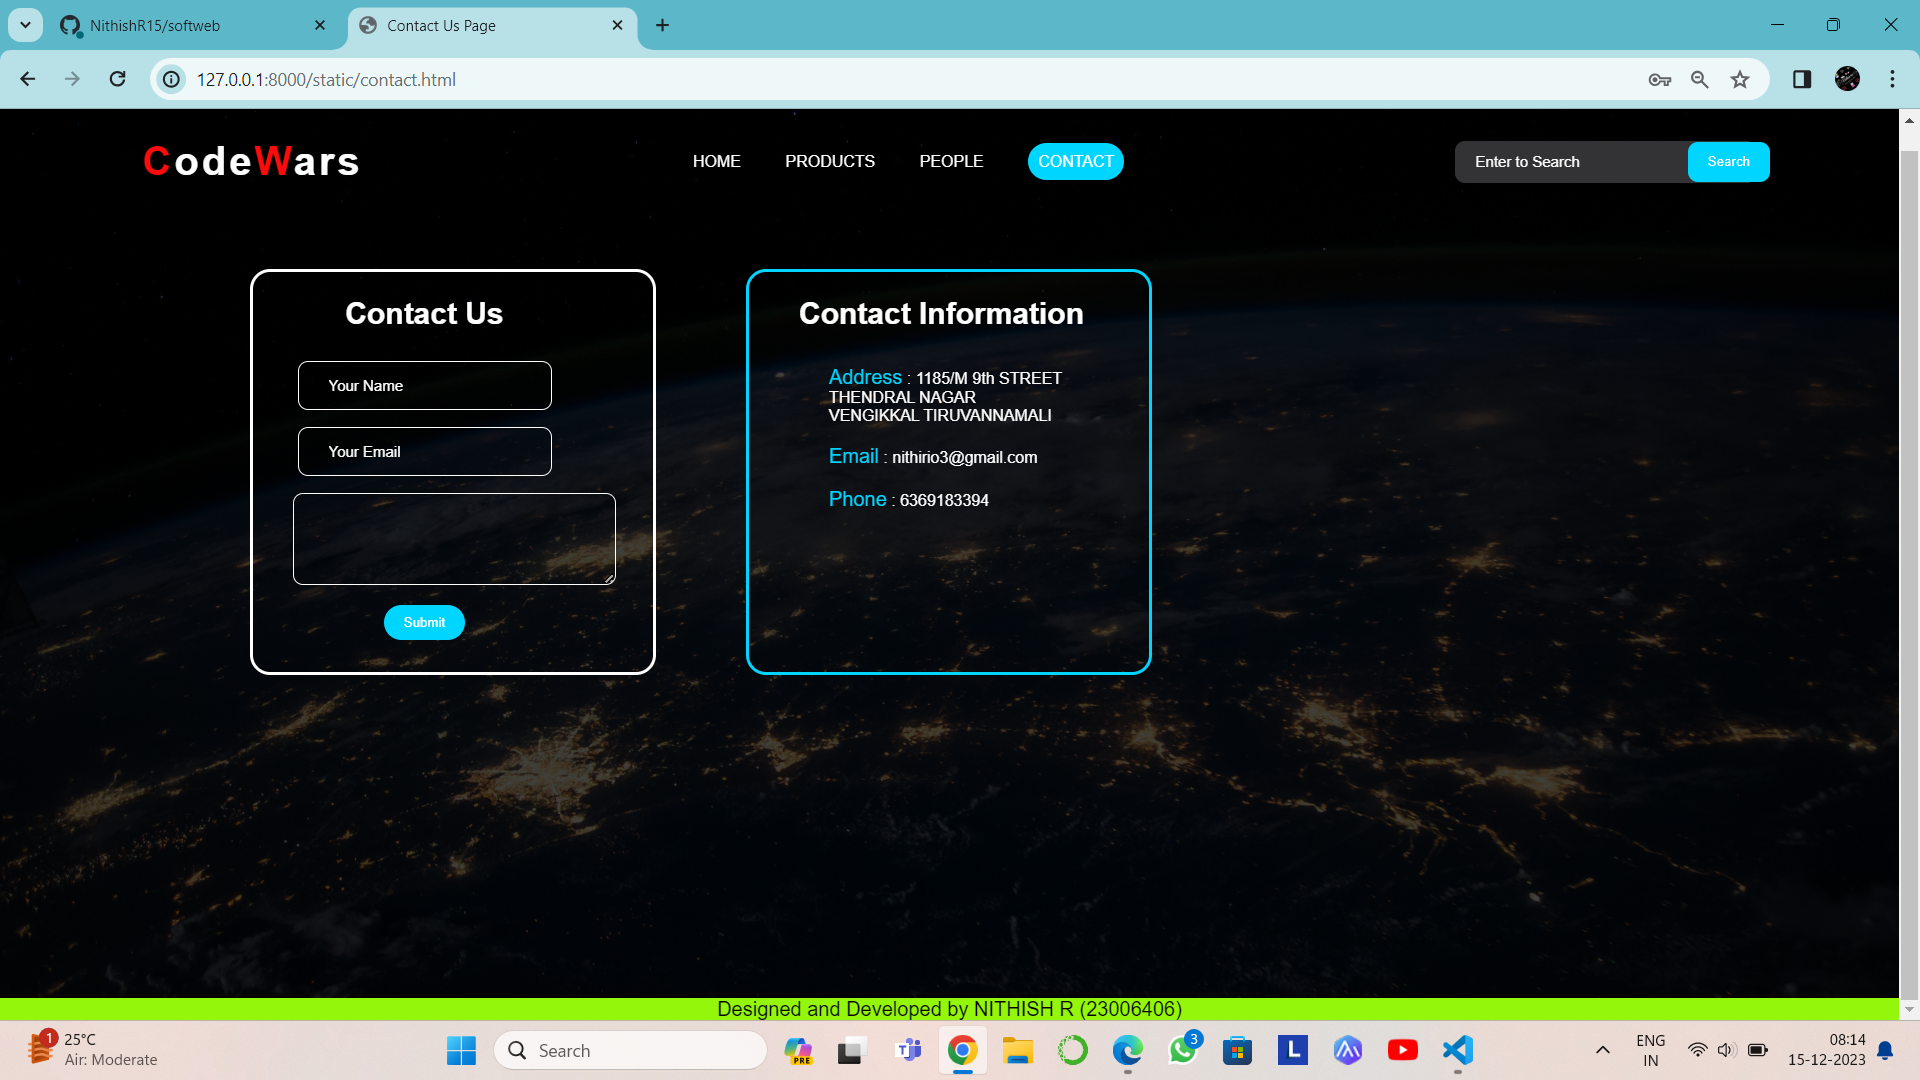 NithishR15/softweb
Contact Us Page
127.0.0.1:8000/static/contact.html
CodeWars
HOME
PRODUCTS
PEOPLE
CONTACT
Enter to Search
Search
Contact Us
Your Name
Your Email
Submit
Contact Information
Address : 1185/M 9th STREET
THENDRAL NAGAR
VENGIKKAL TIRUVANNAMALI
Email : nithirio3@gmail.com
Phone : 6369183394
Designed and Developed by NITHISH R (23006406)
1
25°C
Air: Moderate
Search
PRE
T
3
L
ENG
IN
08:14
15-12-2023